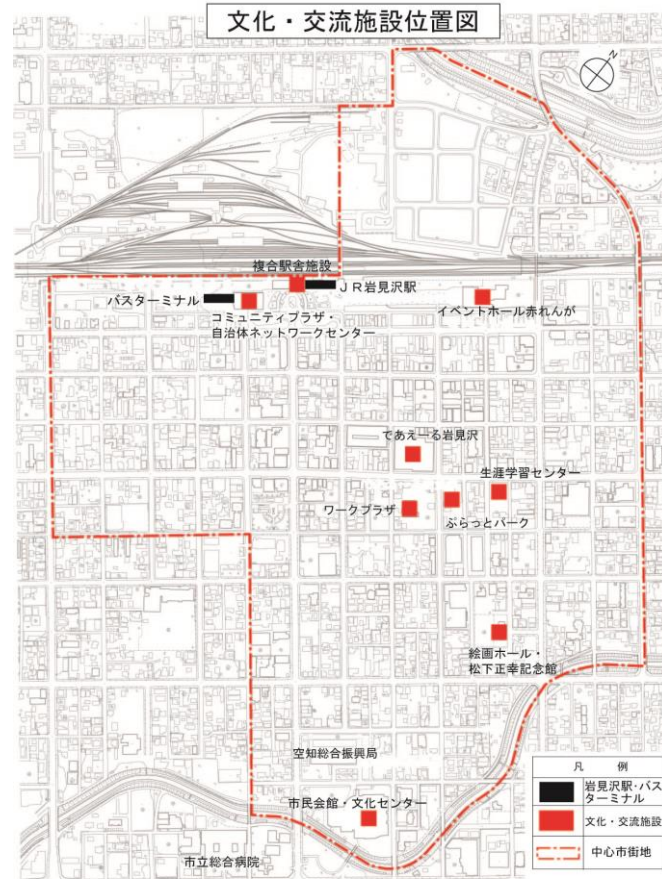 文化・交流施設位置図
N
複合駅舎施設
JR岩見沢駅
バスターミナル
コミュニティプラザ・
自治体ネットワークセンター
イベントホール赤れんが
であえーる岩見沢
生涯学習センター
ワークプラザ
ぷらっとパーク
絵画ホール・
松下正幸記念館
空知総合振興局
市民会館・文化センター
市立総合病院
凡 例
岩見沢駅・バス
ターミナル
文化・交流施設
中心市街地